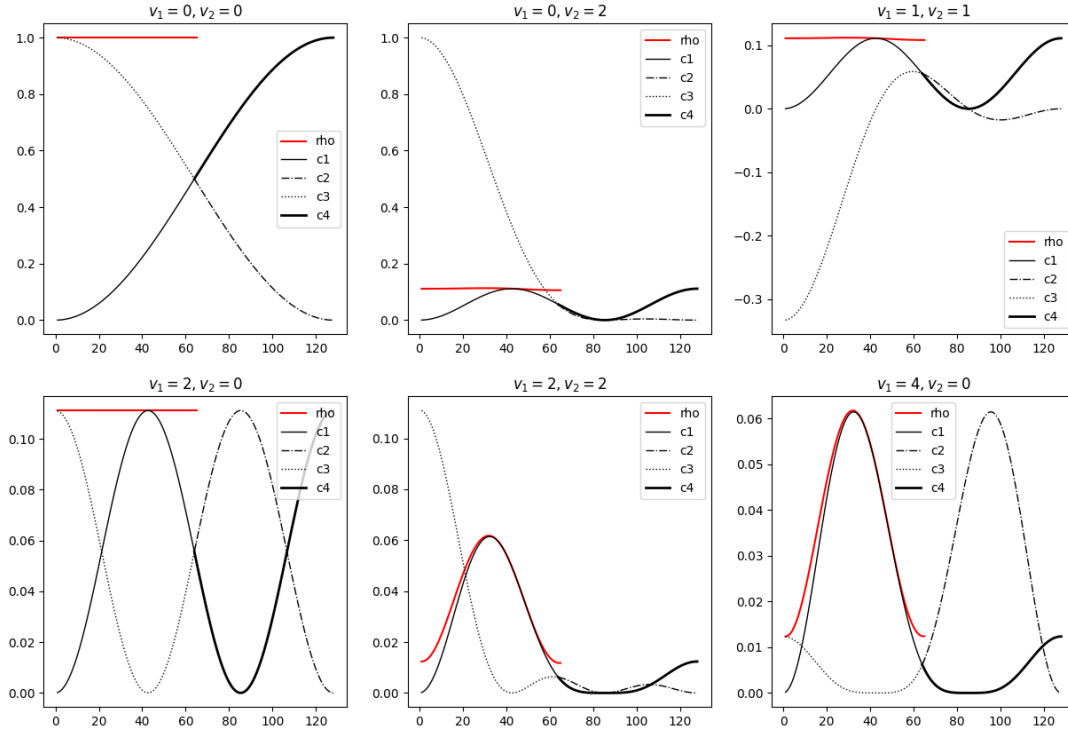 v₁ = 0, v₂ = 0
1.0
0.8
0.6
0.4
0.2
0.0
0 20 40 60 80 100 120
rho
c1
c2
c3
c4
v₁ = 0, v₂ = 2
1.0
0.8
0.6
0.4
0.2
0.0
0 20 40 60 80 100 120
rho
c1
c2
c3
c4
v₁ = 1, v₂ = 1
0.1
0.0
−0.1
−0.2
−0.3
0 20 40 60 80 100 120
rho
c1
c2
c3
c4
v₁ = 2, v₂ = 0
0.10
0.08
0.06
0.04
0.02
0.00
0 20 40 60 80 100 120
rho
c1
c2
c3
c4
v₁ = 2, v₂ = 2
0.10
0.08
0.06
0.04
0.02
0.00
0 20 40 60 80 100 120
rho
c1
c2
c3
c4
v₁ = 4, v₂ = 0
0.06
0.05
0.04
0.03
0.02
0.01
0.00
0 20 40 60 80 100 120
rho
c1
c2
c3
c4